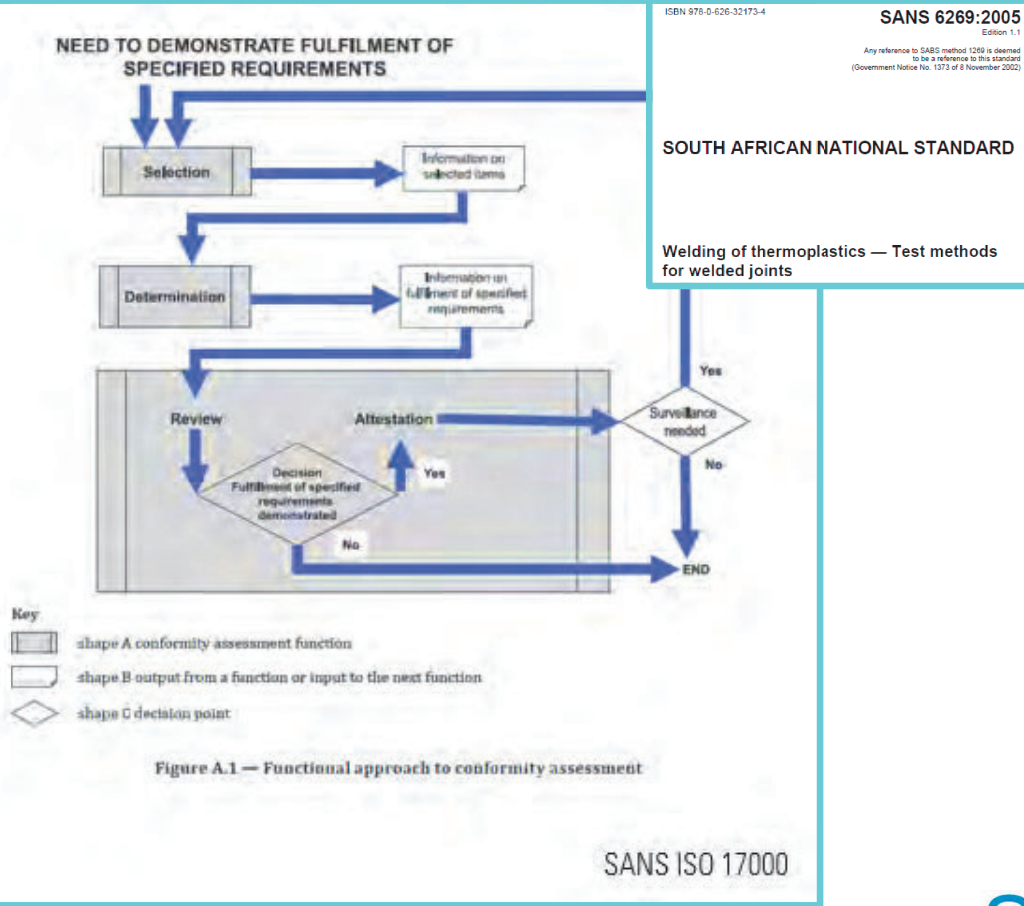 NEED TO DEMONSTRATE FULFILMENT OF
SPECIFIED REQUIREMENTS
Selection
Information on
selected items
Determination
Information on
fulfillment of specified
requirements
Review
Attestation
Decision
Fulfillment of specified
requirements
demonstrated
Yes
No
Surveillance
needed
Yes
No
END
Key
shape A conformity assessment function
shape B output from a function or input to the next function
shape C decision point
Figure A.1 — Functional approach to conformity assessment
SANS ISO 17000
ISBN 978-0-626-32173-4
SANS 6269:2005
Edition 1.1
Any reference to SABS method 1269 is deemed
to be a reference to this standard
(Government Notice No. 1373 of 8 November 2002)
SOUTH AFRICAN NATIONAL STANDARD
Welding of thermoplastics — Test methods
for welded joints